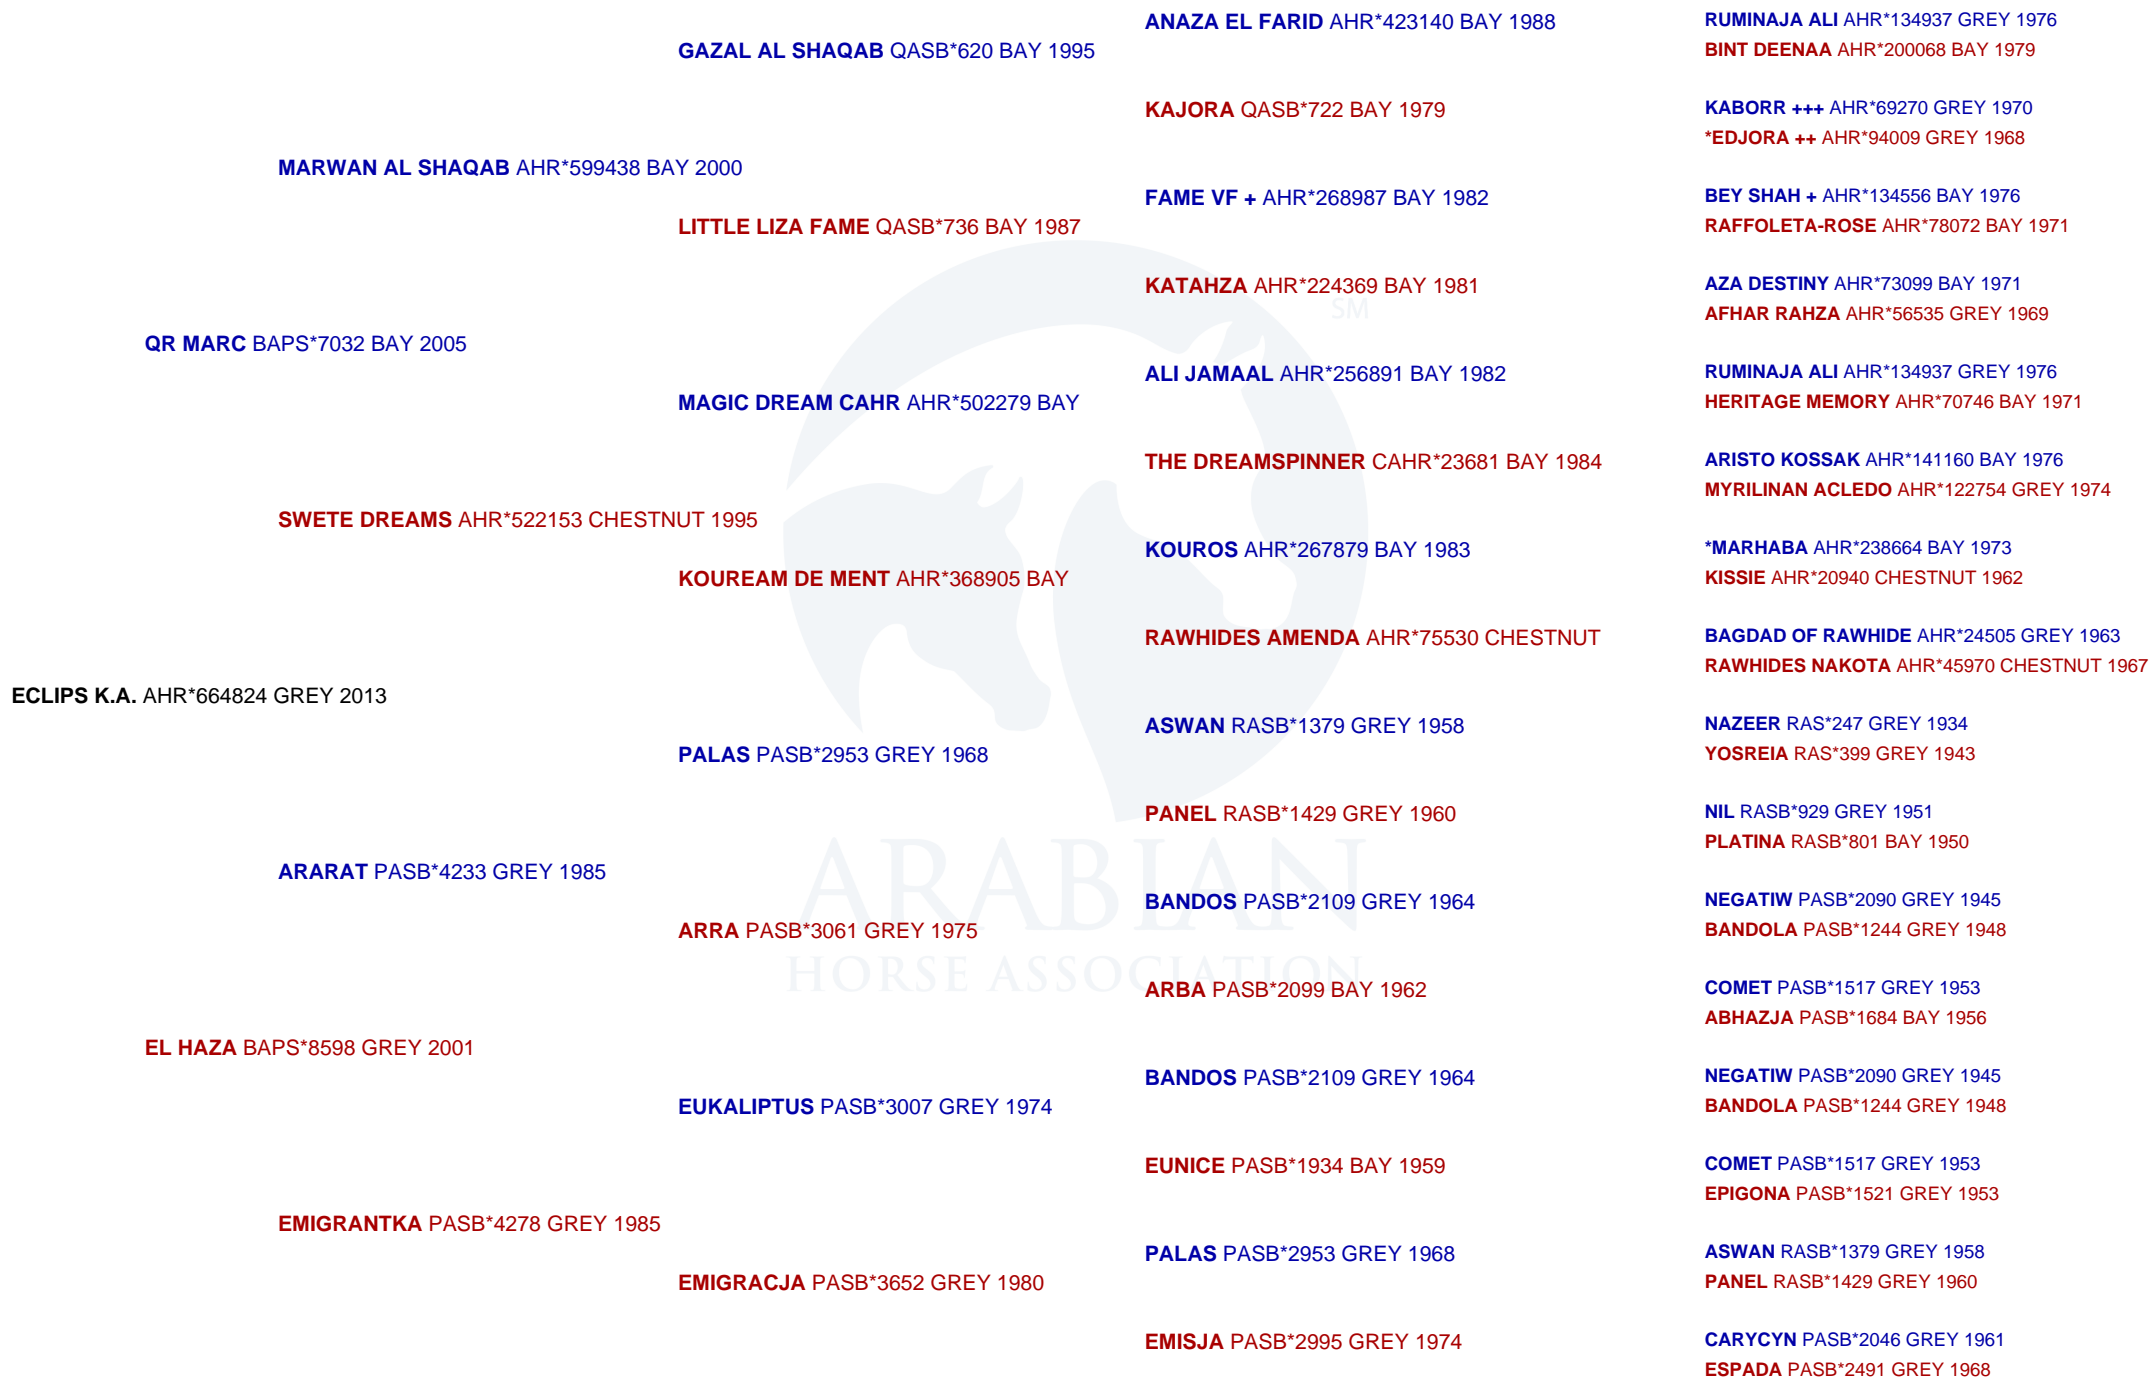 ANAZA EL FARID AHR*423140 BAY 1988
RUMINAJA ALI AHR*134937 GREY 1976
GAZAL AL SHAQAB QASB*620 BAY 1995
BINT DEENAA AHR*200068 BAY 1979
KAJORA QASB*722 BAY 1979
KABORR +++ AHR*69270 GREY 1970
*EDJORA ++ AHR*94009 GREY 1968
MARWAN AL SHAQAB AHR*599438 BAY 2000
FAME VF + AHR*268987 BAY 1982
BEY SHAH + AHR*134556 BAY 1976
LITTLE LIZA FAME QASB*736 BAY 1987
RAFFOLETA-ROSE AHR*78072 BAY 1971
KATAHZA AHR*224369 BAY 1981
AZA DESTINY AHR*73099 BAY 1971
SM
AFHAR RAHZA AHR*56535 GREY 1969
QR MARC BAPS*7032 BAY 2005
ALI JAMAAL AHR*256891 BAY 1982
RUMINAJA ALI AHR*134937 GREY 1976
MAGIC DREAM CAHR AHR*502279 BAY
HERITAGE MEMORY AHR*70746 BAY 1971
THE DREAMSPINNER CAHR*23681 BAY 1984
ARISTO KOSSAK AHR*141160 BAY 1976
MYRILINAN ACLEDO AHR*122754 GREY 1974
SWETE DREAMS AHR*522153 CHESTNUT 1995
KOUROS AHR*267879 BAY 1983
*MARHABA AHR*238664 BAY 1973
KOUREAM DE MENT AHR*368905 BAY
KISSIE AHR*20940 CHESTNUT 1962
RAWHIDES AMENDA AHR*75530 CHESTNUT
BAGDAD OF RAWHIDE AHR*24505 GREY 1963
RAWHIDES NAKOTA AHR*45970 CHESTNUT 1967
ECLIPS K.A. AHR*664824 GREY 2013
ASWAN RASB*1379 GREY 1958
NAZEER RAS*247 GREY 1934
PALAS PASB*2953 GREY 1968
YOSREIA RAS*399 GREY 1943
PANEL RASB*1429 GREY 1960
NIL RASB*929 GREY 1951
PLATINA RASB*801 BAY 1950
ARARAT PASB*4233 GREY 1985
ARABIAN
BANDOS PASB*2109 GREY 1964
NEGATIW PASB*2090 GREY 1945
ARRA PASB*3061 GREY 1975
BANDOLA PASB*1244 GREY 1948
HORSE ASSOCIATION
ARBA PASB*2099 BAY 1962
COMET PASB*1517 GREY 1953
ABHAZJA PASB*1684 BAY 1956
EL HAZA BAPS*8598 GREY 2001
BANDOS PASB*2109 GREY 1964
NEGATIW PASB*2090 GREY 1945
EUKALIPTUS PASB*3007 GREY 1974
BANDOLA PASB*1244 GREY 1948
EUNICE PASB*1934 BAY 1959
COMET PASB*1517 GREY 1953
EPIGONA PASB*1521 GREY 1953
EMIGRANTKA PASB*4278 GREY 1985
PALAS PASB*2953 GREY 1968
ASWAN RASB*1379 GREY 1958
EMIGRACJA PASB*3652 GREY 1980
PANEL RASB*1429 GREY 1960
EMISJA PASB*2995 GREY 1974
CARYCYN PASB*2046 GREY 1961
ESPADA PASB*2491 GREY 1968